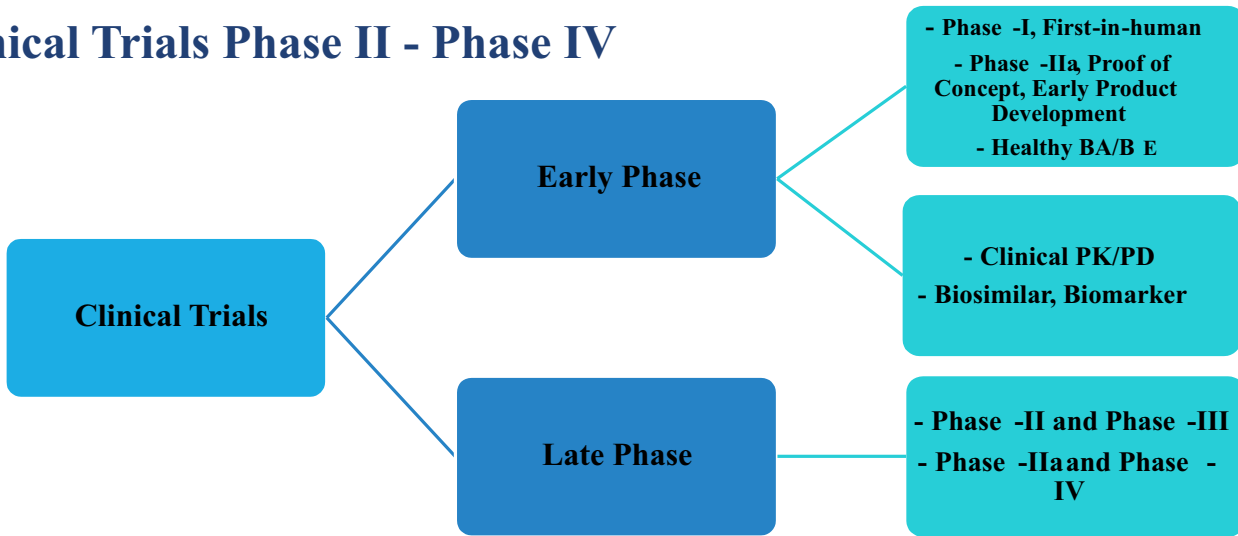 nical Trials Phase II - Phase IV
- Phase -I, First-in-human
- Phase -IIa, Proof of
Concept, Early Product
Development
- Healthy BA/B E
Early Phase
- Clinical PK/PD
- Biosimilar, Biomarker
Clinical Trials
Late Phase
- Phase -II and Phase -III
- Phase -IIa and Phase -
IV